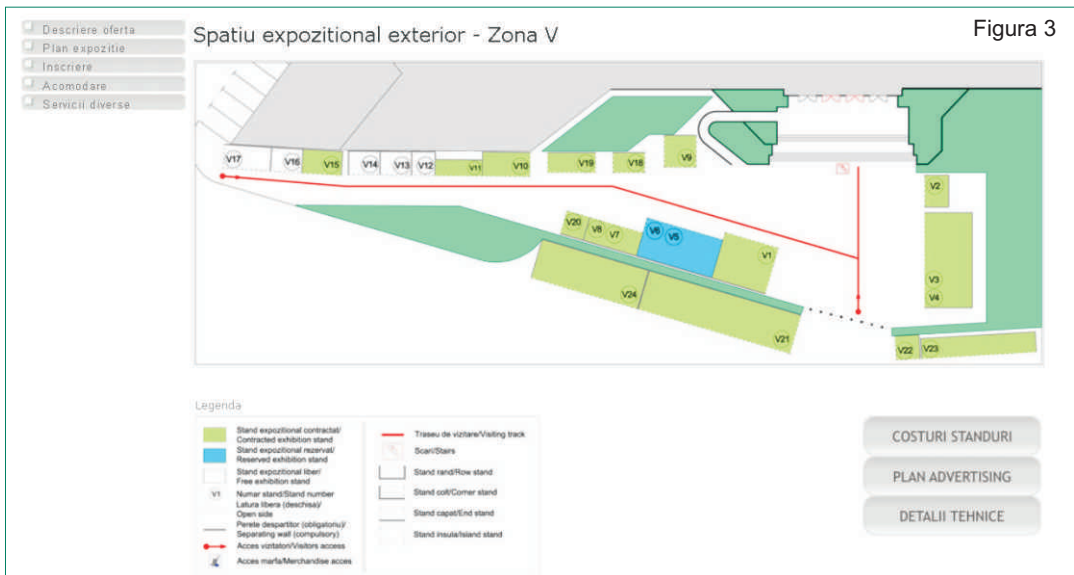 Figura 3
Descriere oferta
Plan expozitie
Inscriere
Acomodare
Servicii diverse
Spatiu expozitional exterior - Zona V
V17
V16
V15
V14
V13
V12
V11
V10
V19
V18
V9
V2
V20
V8
V7
V6
V5
V1
V3
V4
V24
V21
V22
V23
Legenda
Stand expozitional contractat/
Contracted exhibition stand
Stand expozitional rezervat/
Reserved exhibition stand
Stand expozitional liber/
Free exhibition stand
V1
Numar stand/Stand number
Latura libera (deschisa)/
Open side
Perete despartitor (obligatoriu)/
Separating wall (compulsory)
Acces vizitatori/Visitors access
Acces marfa/Merchandise acces
Traseu de vizitare/Visiting track
Scari/Stairs
Stand rand/Row stand
Stand colt/Corner stand
Stand capat/End stand
Stand insula/Island stand
COSTURI STANDURI
PLAN ADVERTISING
DETALII TEHNICE